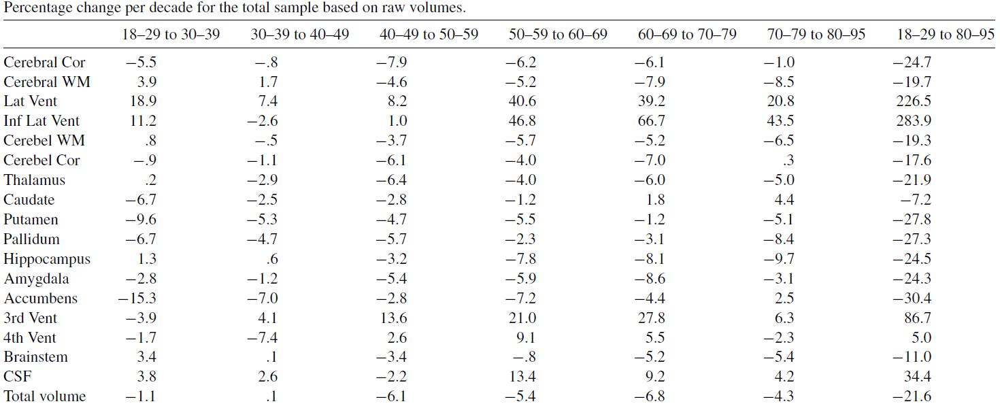 Percentage change per decade for the total sample based on raw volumes.
18–29 to 30–39 30–39 to 40–49 40–49 to 50–59 50–59 to 60–69 60–69 to 70–79 70–79 to 80–95 18–29 to 80–95
Cerebral Cor −5.5 −.8 −7.9 −6.2 −6.1 −1.0 −24.7
Cerebral WM 3.9 1.7 −4.6 −5.2 −7.9 −8.5 −19.7
Lat Vent 18.9 7.4 8.2 40.6 39.2 20.8 226.5
Inf Lat Vent 11.2 −2.6 1.0 46.8 66.7 43.5 283.9
Cerebel WM .8 −.5 −3.7 −5.7 −5.2 −6.5 −19.3
Cerebel Cor −.9 −1.1 −6.1 −4.0 −7.0 .3 −17.6
Thalamus .2 −2.9 −6.4 −4.0 −6.0 −5.0 −21.9
Caudate −6.7 −2.5 −2.8 −1.2 1.8 4.4 −7.2
Putamen −9.6 −5.3 −4.7 −5.5 −1.2 −5.1 −27.8
Pallidum −6.7 −4.7 −5.7 −2.3 −3.1 −8.4 −27.3
Hippocampus 1.3 .6 −3.2 −7.8 −8.1 −9.7 −24.5
Amygdala −2.8 −1.2 −5.4 −5.9 −8.6 −3.1 −24.3
Accumbens −15.3 −7.0 −2.8 −7.2 −4.4 2.5 −30.4
3rd Vent −3.9 4.1 13.6 21.0 27.8 6.3 86.7
4th Vent −1.7 −7.4 2.6 9.1 5.5 −2.3 5.0
Brainstem 3.4 .1 −3.4 −.8 −5.2 −5.4 −11.0
CSF 3.8 2.6 −2.2 13.4 9.2 4.2 34.4
Total volume −1.1 .1 −6.1 −5.4 −6.8 −4.3 −21.6